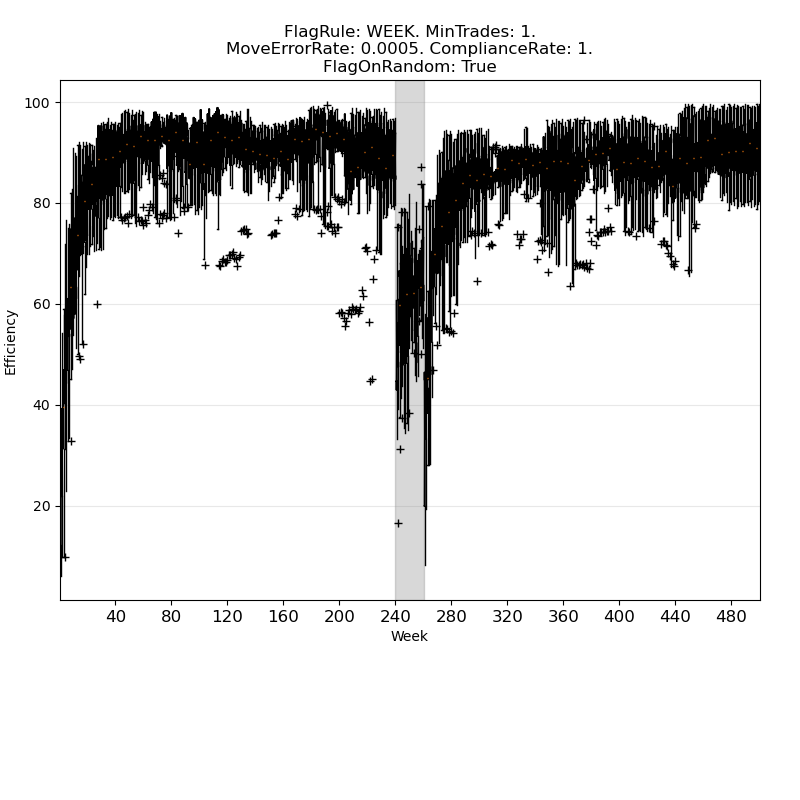 FlagRule: WEEK. MinTrades: 1.
MoveErrorRate: 0.0005. ComplianceRate: 1.
FlagOnRandom: True
100
80
60
40
20
Efficiency
40 80 120 160 200 240 280 320 360 400 440 480
Week